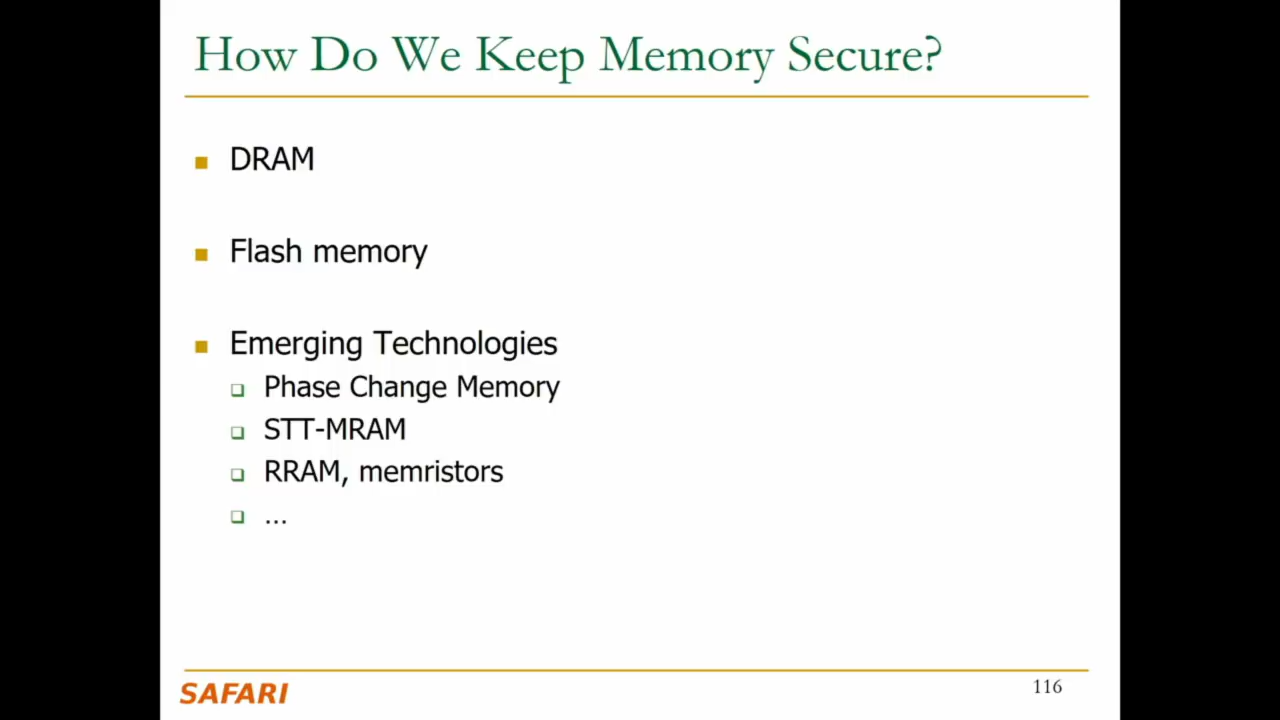 How Do We Keep Memory Secure?
DRAM
Flash memory
Emerging Technologies
Phase Change Memory
STT-MRAM
RRAM, memristors
...
SAFARI
116